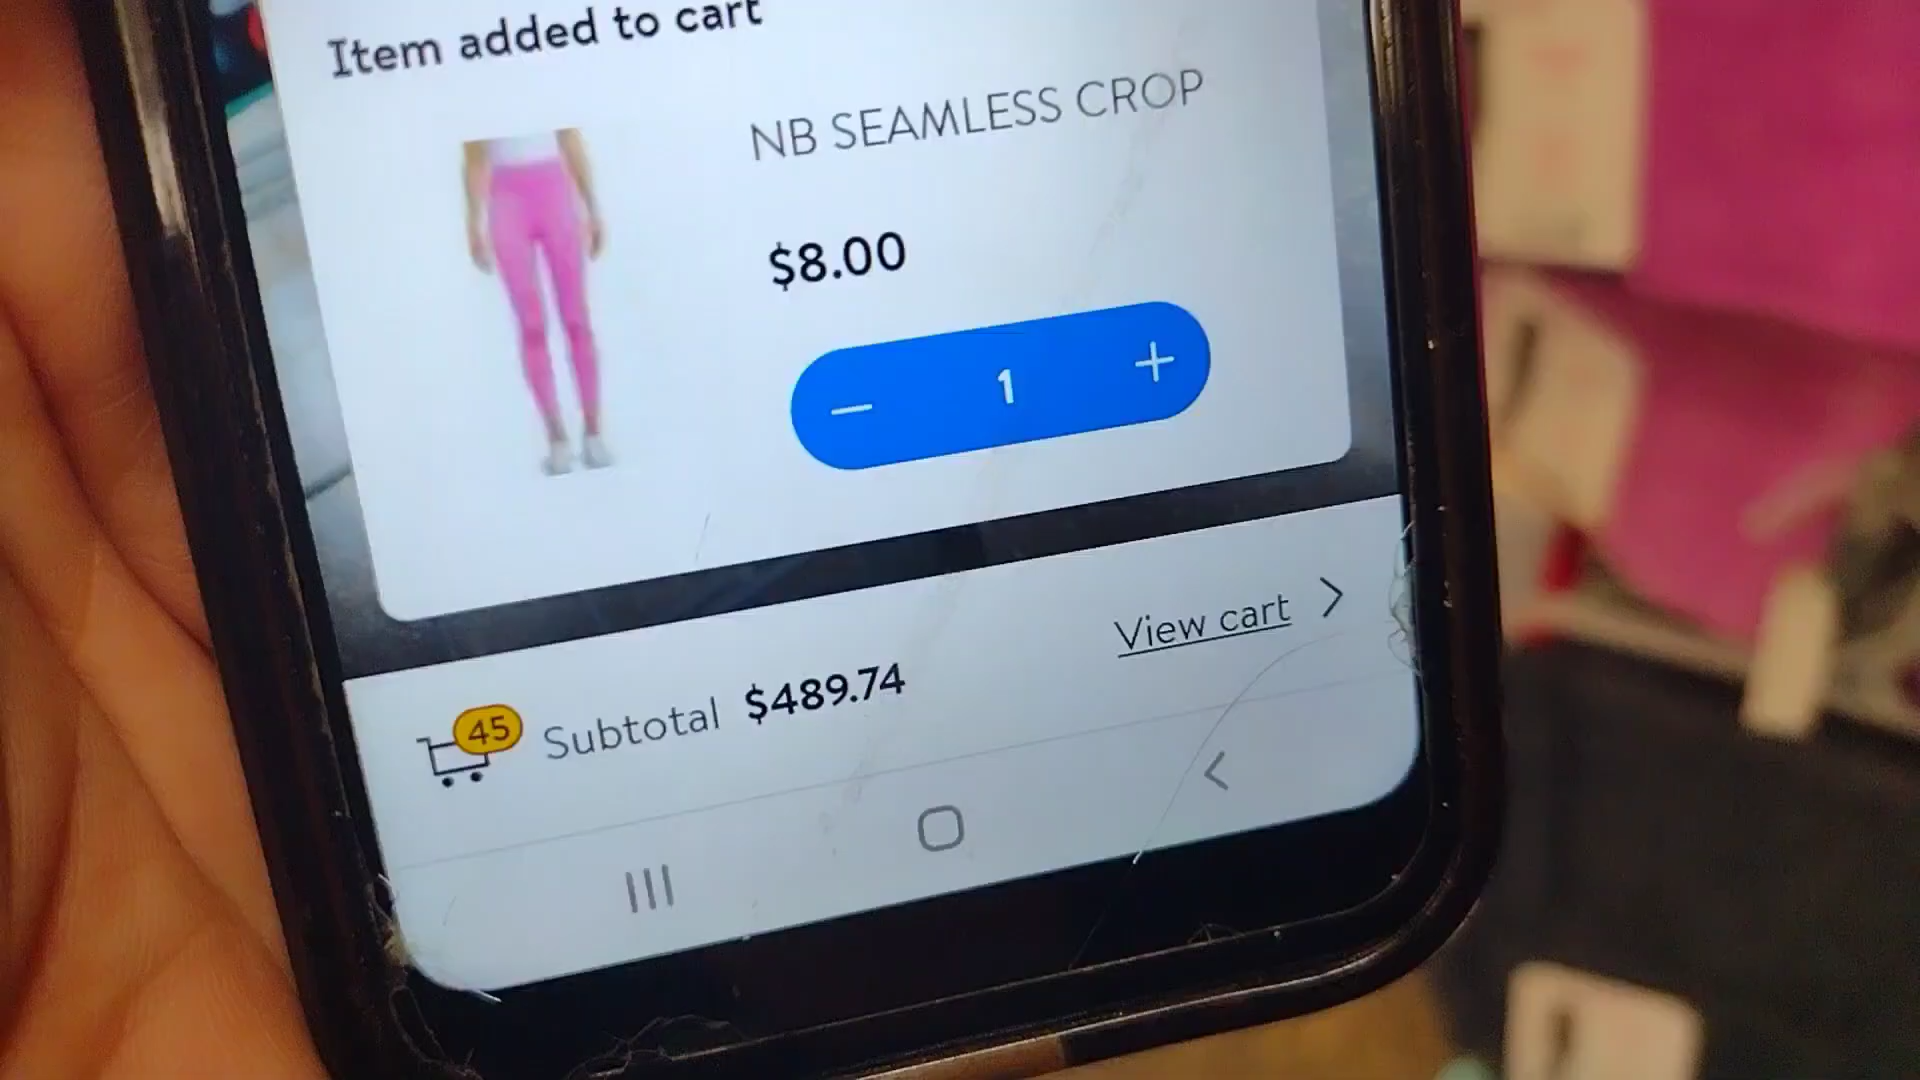 Item added to cart
NB SEAMLESS CROP
$8.00
— 1 +
View cart >
45 Subtotal $489.74